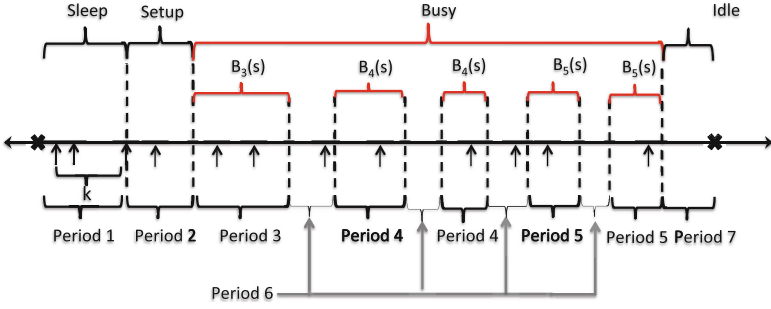 Sleep Setup Busy Idle
B3(s) B4(s) B4(s) B5(s) B5(s)
k
Period 1 Period 2 Period 3 Period 4 Period 4 Period 5 Period 5 Period 7
Period 6